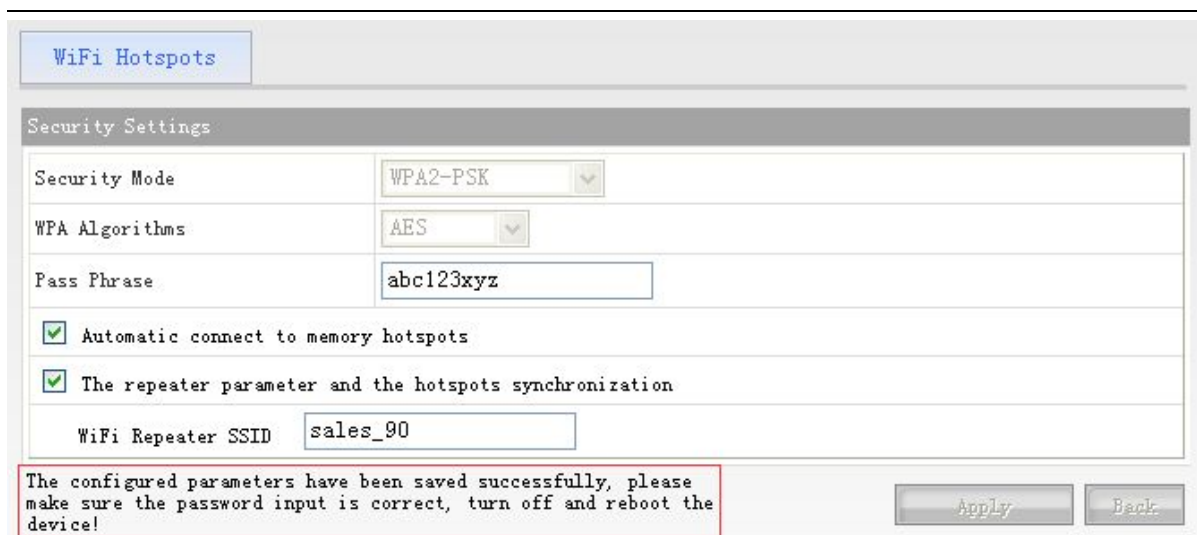 WiFi Hotspots
Security Settings
Security Mode WPA2-PSK
WPA Algorithms AES
Pass Phrase abc123xyz
Automatic connect to memory hotspots
The repeater parameter and the hotspots synchronization
WiFi Repeater SSID sales_90
The configured parameters have been saved successfully, please
make sure the password input is correct, turn off and reboot the
device!
Apply Back